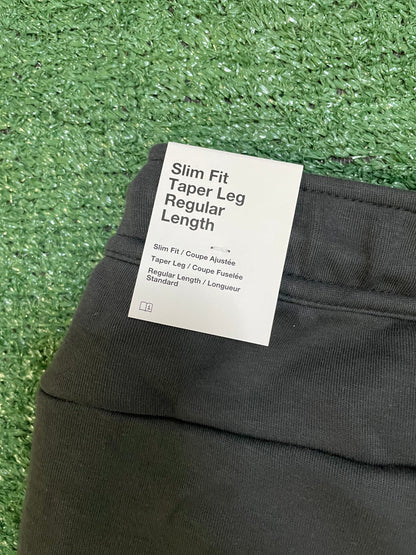 Slim Fit
Taper Leg
Regular
Length
Slim Fit / Coupe Ajustée
Taper Leg / Coupe Fuselée
Regular Length / Longueur
Standard